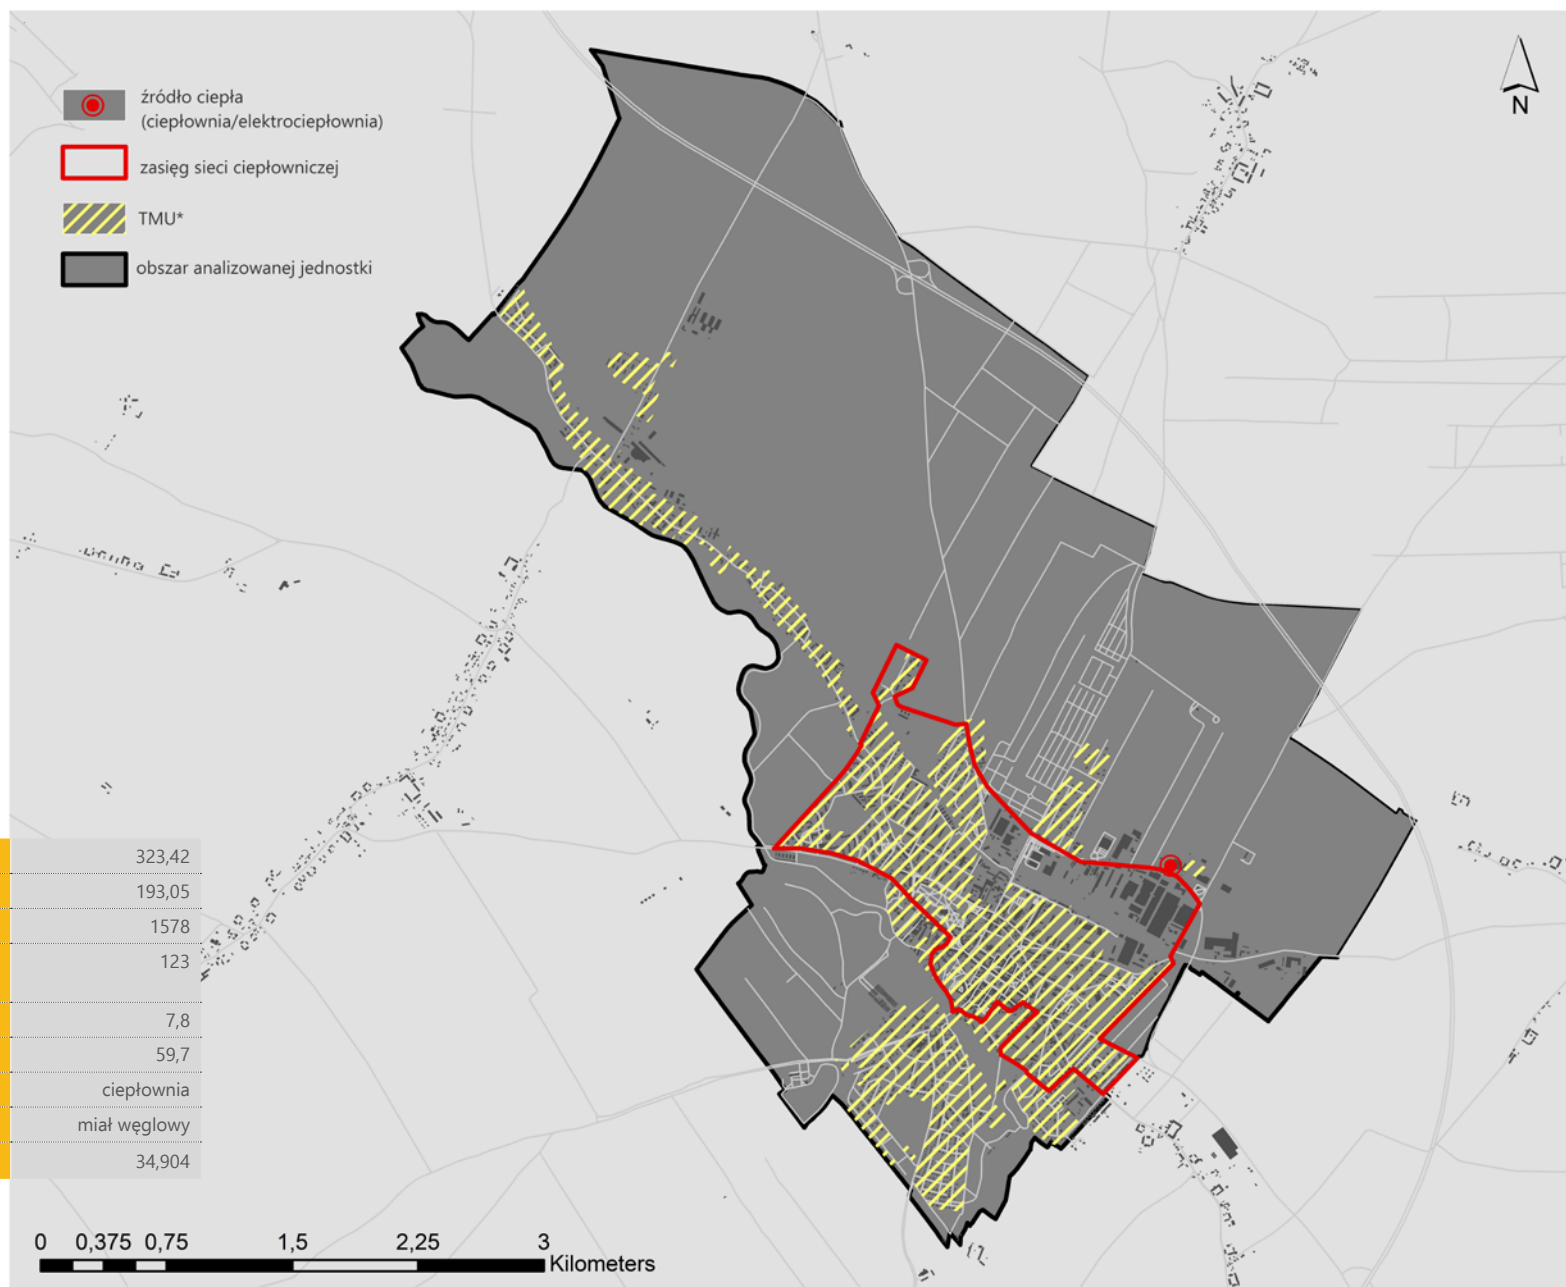 źródło ciepła
(ciepłownia/elektrociepłownia)
zasięg sieci ciepłowniczej
TMU*
obszar analizowanej jednostki
N
323,42
193,05
1578
123
7,8
59,7
ciepłownia
miał węglowy
34,904
0 0,375 0,75 1,5 2,25 3
Kilometers